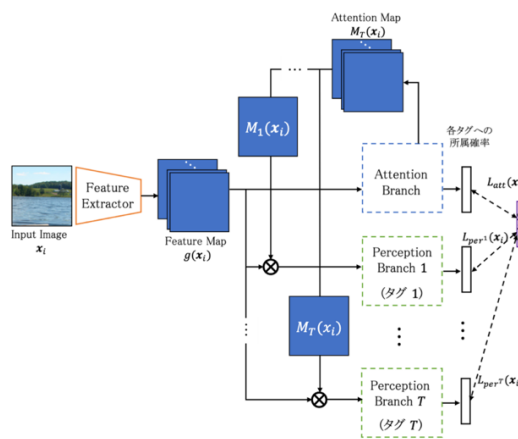 Attention Map
M_T(x_i)
...
M_1(x_i)
各タグへの
所属確率
Feature
Extractor
Attention
Branch
L_att(x
Input Image
x_i
Feature Map
g(x_i)
L_per^1(x_i)
Perception
Branch 1
(タグ 1)
M_T(x_i)
Perception
Branch T
(タグ T)
L_per^T(x_i